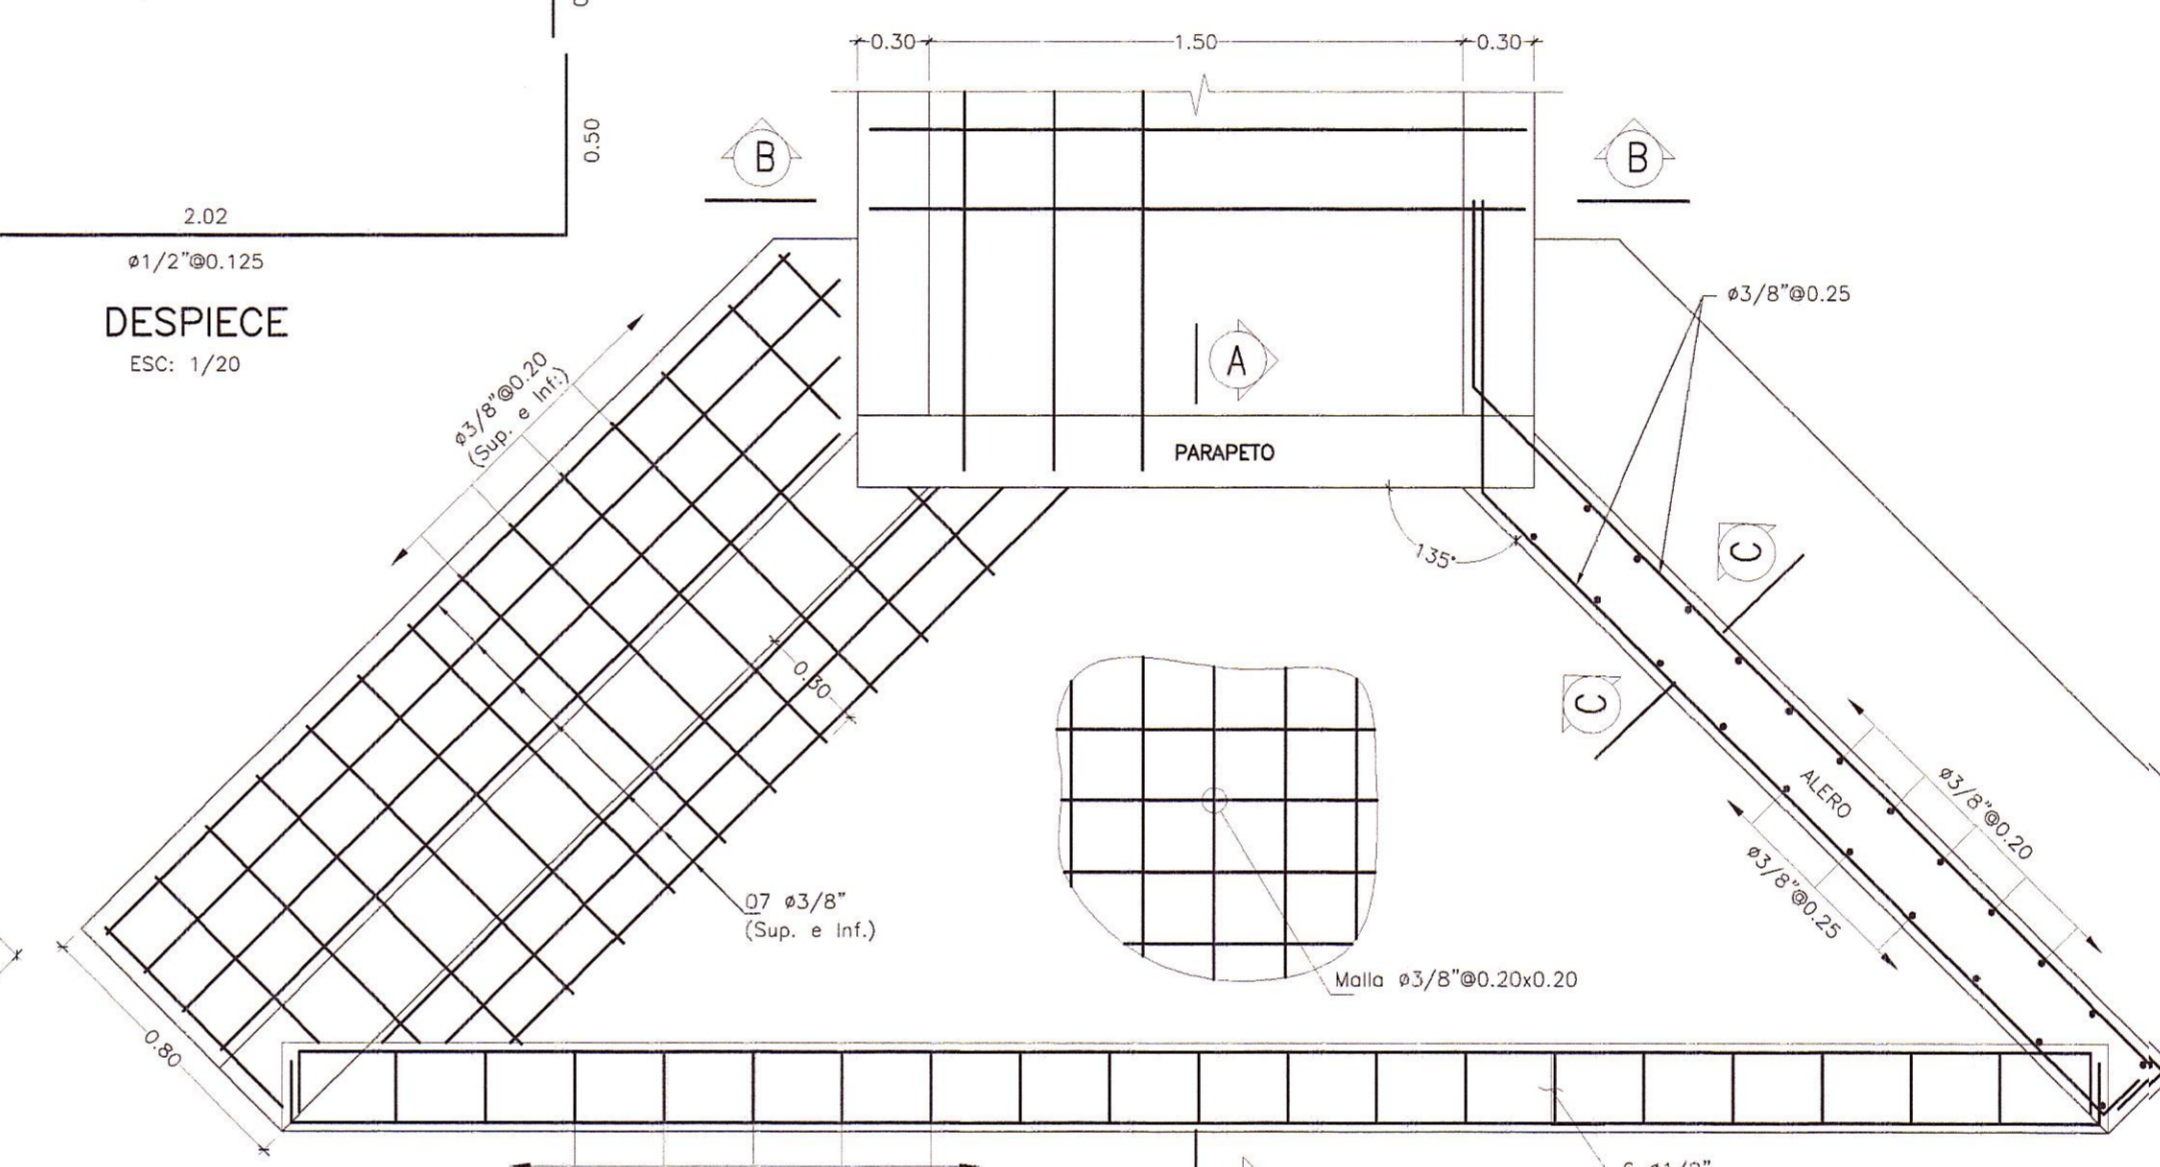 0.30
1.50
0.30
0.50
B
B
2.02
ø1/2"@0.125
DESPIECE
ESC: 1/20
ø3/8"@0.25
A
ø3/8"@0.20
(Sup. e Inf.)
PARAPETO
135°
C
C
0.30
ALERO
ø3/8"@0.20
ø3/8"@0.25
07 ø3/8"
(Sup. e Inf.)
Malla ø3/8"@0.20x0.20
0.80